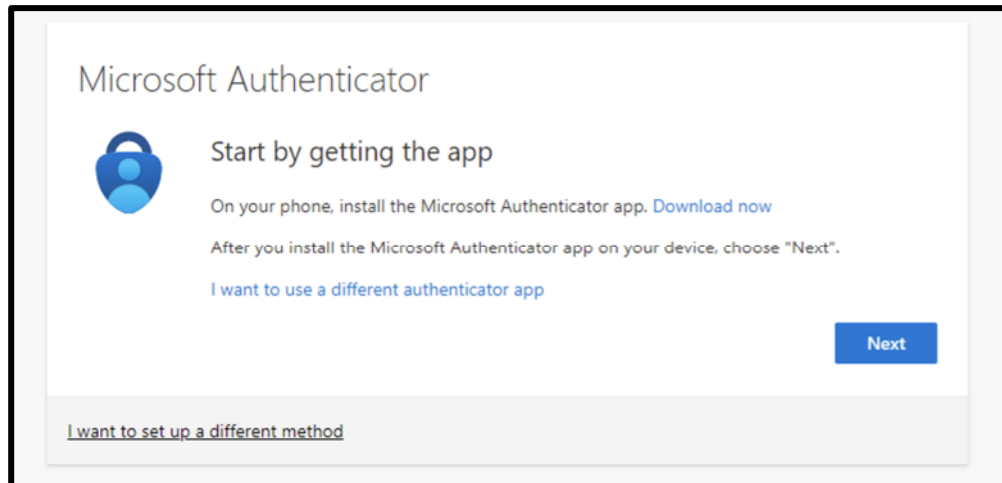 Microsoft Authenticator
Start by getting the app
On your phone, install the Microsoft Authenticator app. Download now
After you install the Microsoft Authenticator app on your device, choose "Next".
I want to use a different authenticator app
Next
I want to set up a different method